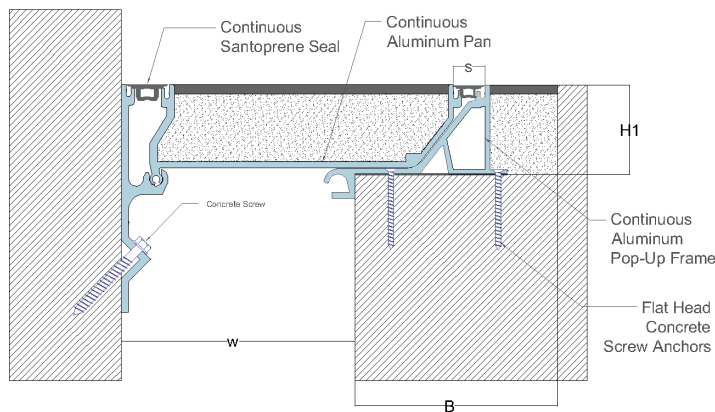 Continuous
Santoprene Seal
Continuous
Aluminum Pan
S
H1
Concrete Screw
Continuous
Aluminum
Pop-Up Frame
Flat Head
Concrete
Screw Anchors
W
B